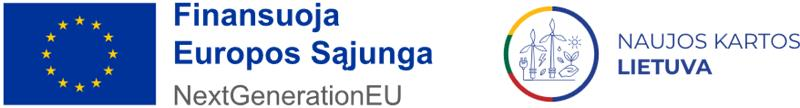 Finansuoja
Europos Sąjunga
NextGenerationEU
NAUJOS KARTOS
LIETUVA